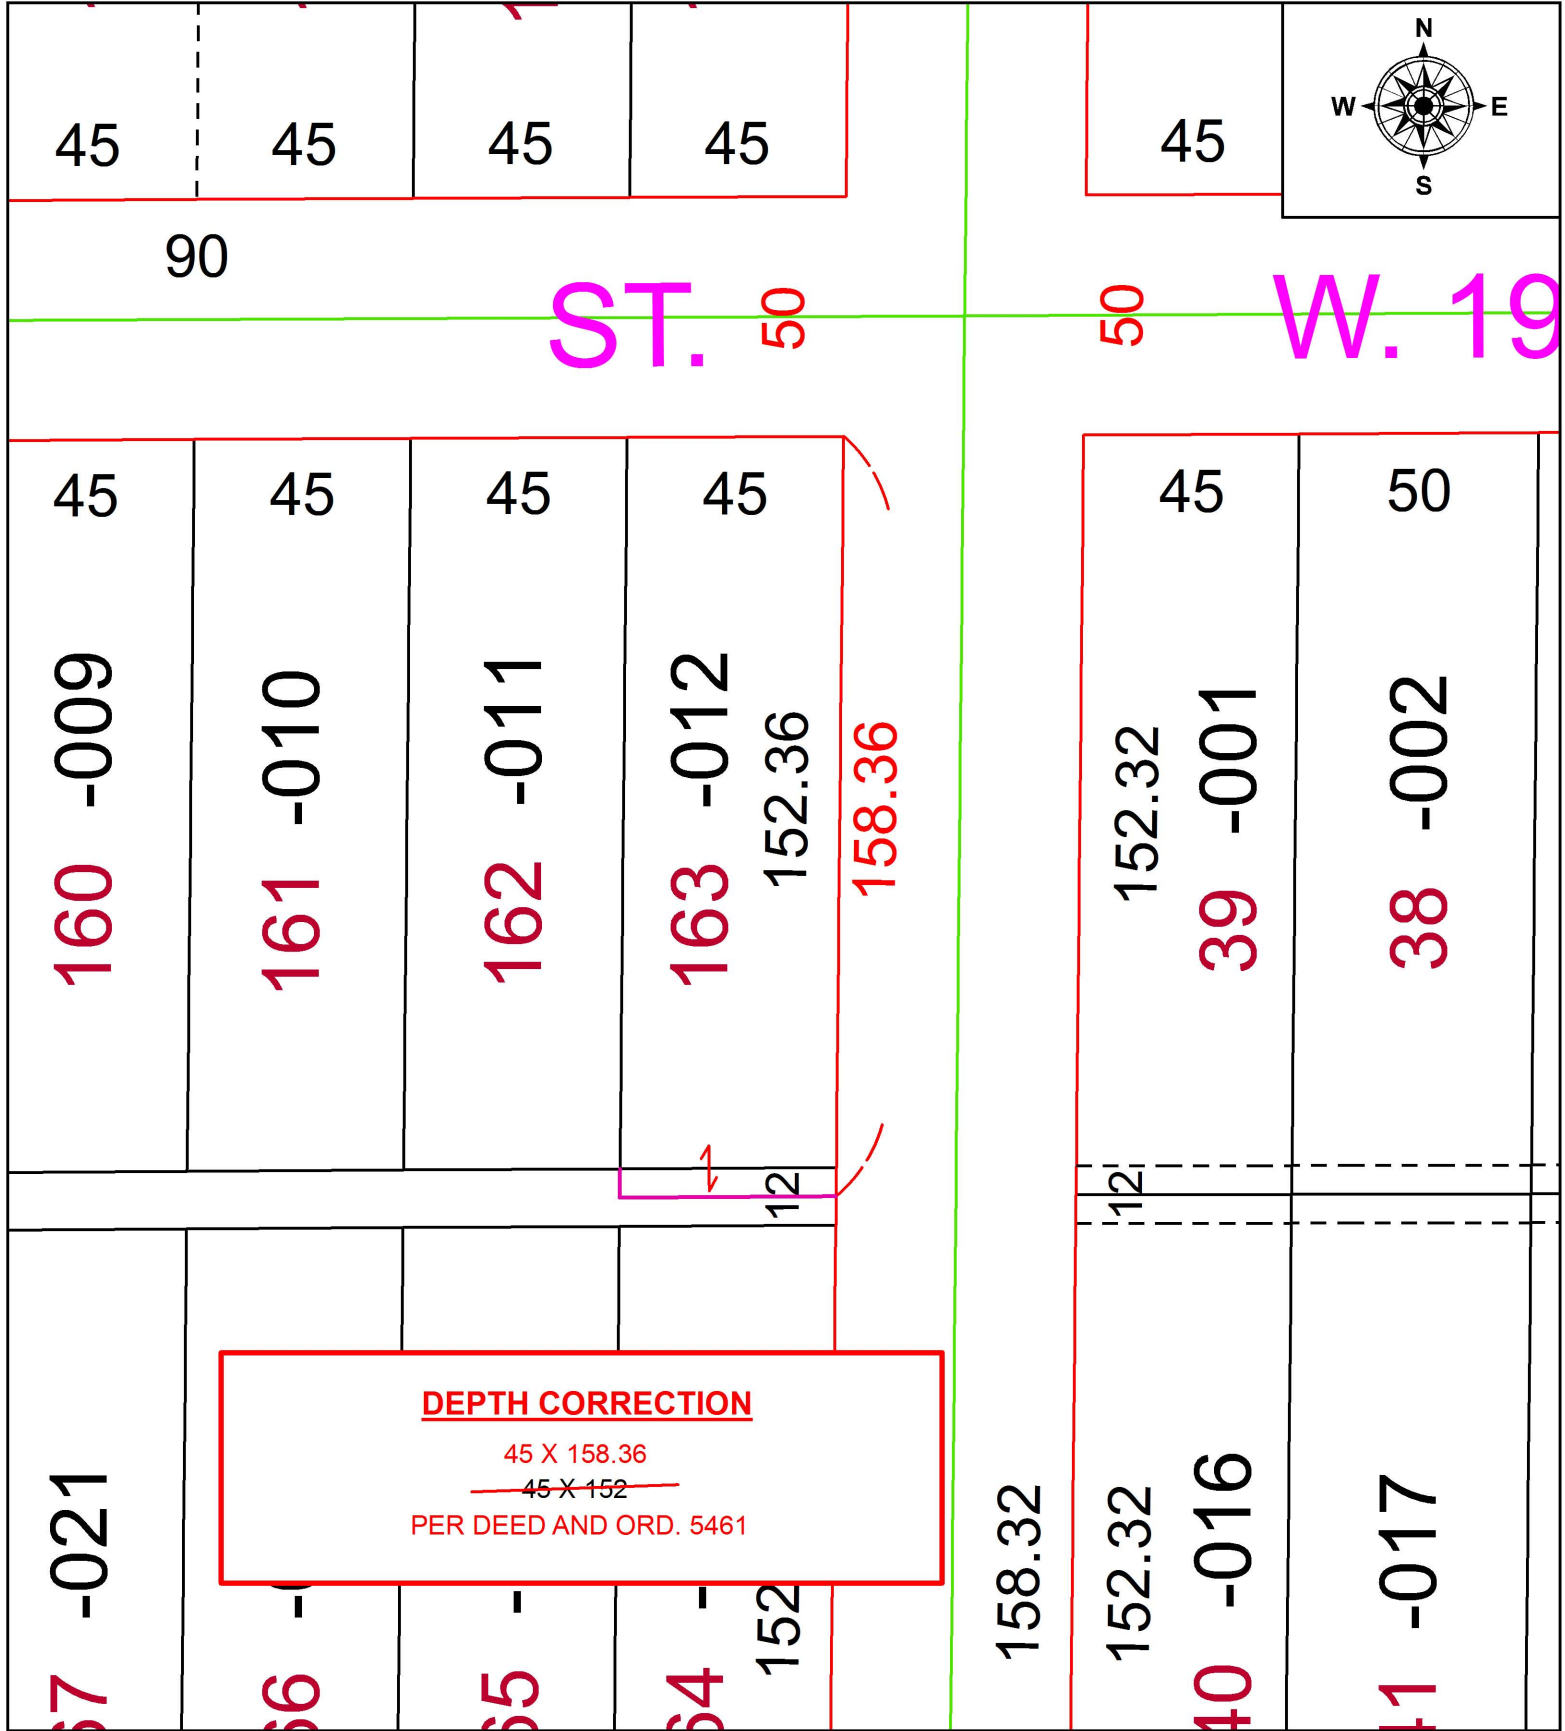 N
W E
S
45 45 45 45 45
90
ST. 50 50 W. 19
45 45 45 45 45 50
160 -009
161 -010
162 -011
163 -012
152.36
158.36
152.32
39 -001
38 -002
12 12
DEPTH CORRECTION
45 X 158.36
45 X 152
PER DEED AND ORD. 5461
-021
152
158.32
152.32
-016
-017